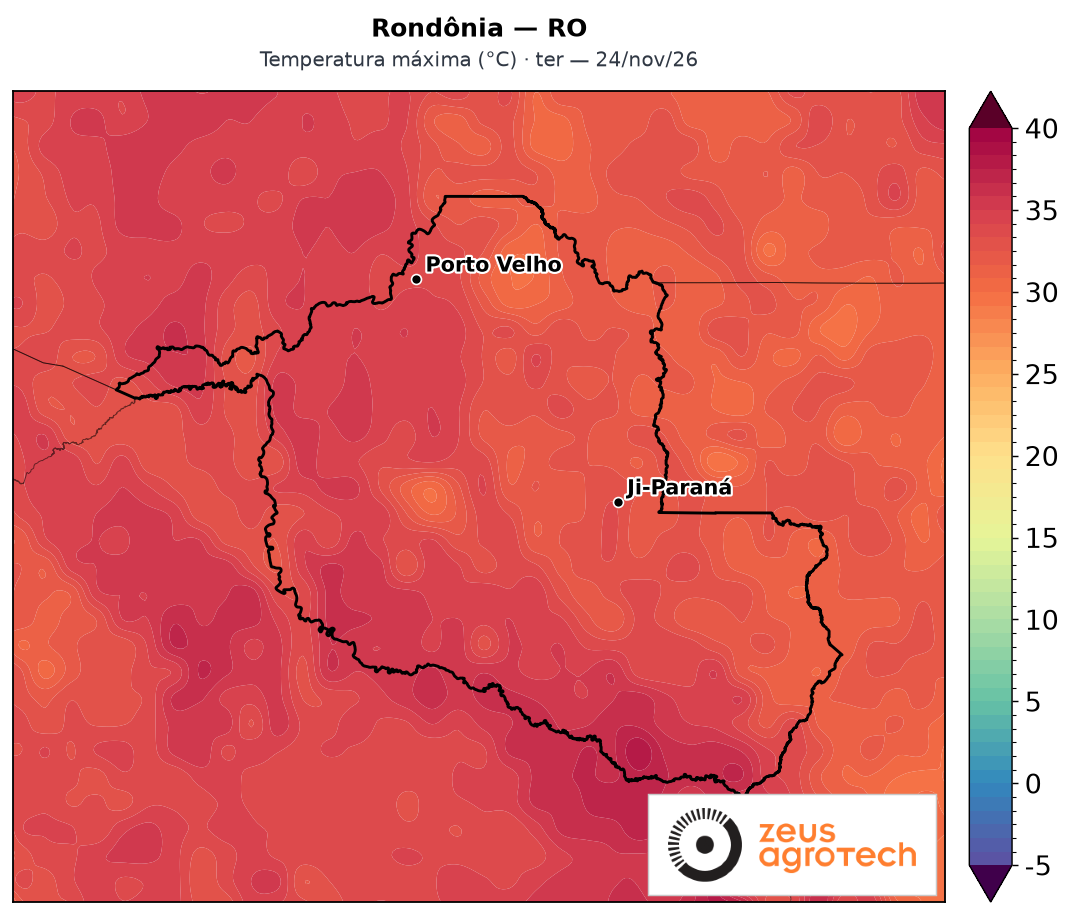 Rondônia — RO
Temperatura máxima (°C) · ter — 24/nov/26
Porto Velho
Ji-Paraná
40
35
30
25
20
15
10
5
0
-5
zeus
agrotech